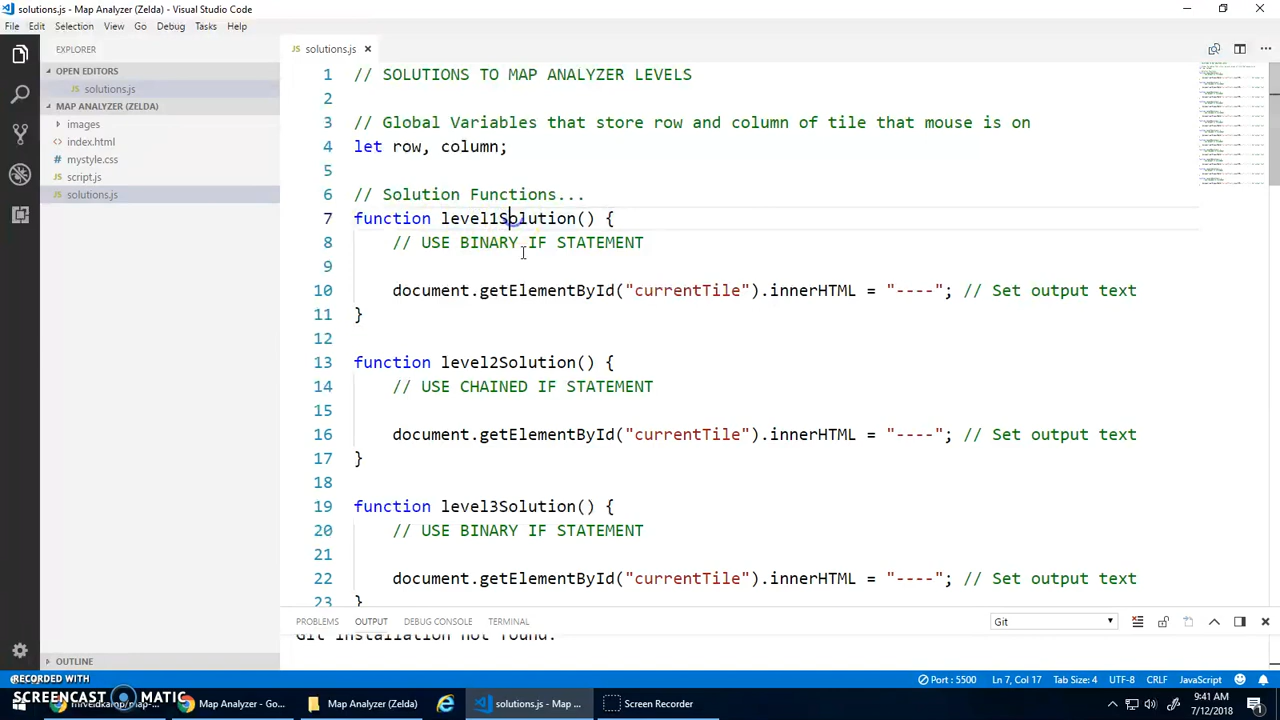 solutions.js - Map Analyzer (Zelda) - Visual Studio Code
File Edit Selection View Go Debug Tasks Help
EXPLORER
OPEN EDITORS
solutions.js
MAP ANALYZER (ZELDA)
images
index.html
mystyle.css
script.js
solutions.js
OUTLINE
JS solutions.js
1 // SOLUTIONS TO MAP ANALYZER LEVELS
2
3 // Global Variables that store row and column of tile that mouse is on
4 let row, column;
5
6 // Solution Functions...
7 function level1Solution() {
8 // USE BINARY IF STATEMENT
9
10 document.getElementById("currentTile").innerHTML = "----"; // Set output text
11 }
12
13 function level2Solution() {
14 // USE CHAINED IF STATEMENT
15
16 document.getElementById("currentTile").innerHTML = "----"; // Set output text
17 }
18
19 function level3Solution() {
20 // USE BINARY IF STATEMENT
21
22 document.getElementById("currentTile").innerHTML = "----"; // Set output text
23 }
PROBLEMS OUTPUT DEBUG CONSOLE TERMINAL
Git
Git installation not found.
Port : 5500 Ln 7, Col 17 Tab Size: 4 UTF-8 CRLF JavaScript
RECORDED WITH
SCREENCAST MATIC
Map Analyzer - Go...
Map Analyzer (Zelda)
solutions.js - Map ...
Screen Recorder
9:41 AM
7/12/2018
1